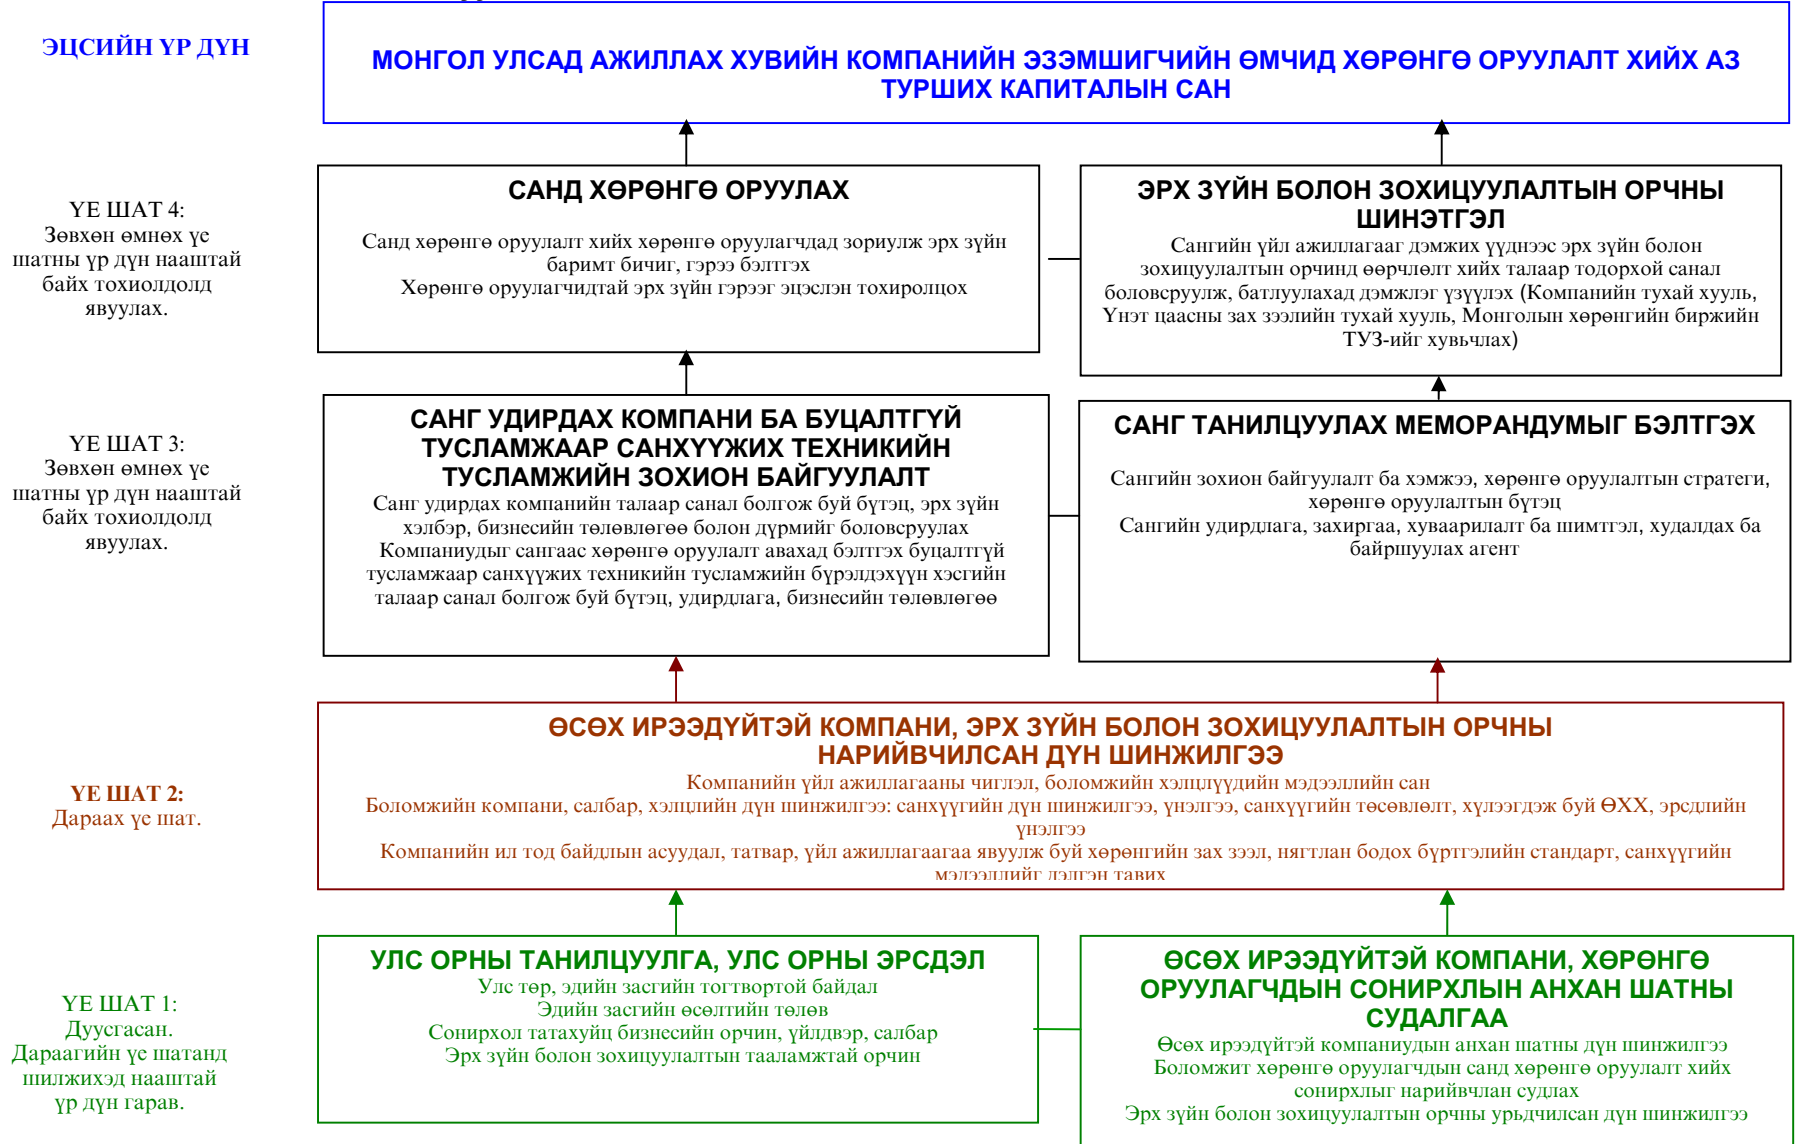 ЭЦСИЙН ҮР ДҮН
МОНГОЛ УЛСАД АЖИЛЛАХ ХУВИЙН КОМПАНИЙН ЭЗЭМШИГЧИЙН ӨМЧИД ХӨРӨНГӨ ОРУУЛАЛТ ХИЙХ АЗ
ТУРШИХ КАПИТАЛЫН САН
ҮЕ ШАТ 4:
Зөвхөн өмнөх үе
шатны үр дүн нааштай
байх тохиолдолд
явуулах.
САНД ХӨРӨНГӨ ОРУУЛАХ
Санд хөрөнгө оруулалт хийх хөрөнгө оруулагчдад зориулж эрх зүйн
баримт бичиг, гэрээ бэлтгэх
Хөрөнгө оруулагчидтай эрх зүйн гэрээг эцэслэн тохиролцох
ЭРХ ЗҮЙН БОЛОН ЗОХИЦУУЛАЛТЫН ОРЧНЫ
ШИНЭТГЭЛ
Сангийн үйл ажиллагааг дэмжих үүднээс эрх зүйн болон
зохицуулалтын орчинд өөрчлөлт хийх талаар тодорхой санал
боловсруулж, батлуулахад дэмжлэг үзүүлэх (Компанийн тухай хууль,
Үнэт цаасны зах зээлийн тухай хууль, Монголын хөрөнгийн биржийн
ТУЗ-ийг хувьчлах)
ҮЕ ШАТ 3:
Зөвхөн өмнөх үе
шатны үр дүн нааштай
байх тохиолдолд
явуулах.
САНГ УДИРДАХ КОМПАНИ БА БУЦАЛТГҮЙ
ТУСЛАМЖААР САНХҮҮЖИХ ТЕХНИКИЙН
ТУСЛАМЖИЙН ЗОХИОН БАЙГУУЛАЛТ
Санг удирдах компанийн талаар санал болгож буй бүтэц, эрх зүйн
хэлбэр, бизнесийн төлөвлөгөө болон дүрмийг боловсруулах
Компаниудыг сангаас хөрөнгө оруулалт авахад бэлтгэх буцалтгүй
тусламжаар санхүүжих техникийн тусламжийн бүрэлдэхүүн хэсгийн
талаар санал болгож буй бүтэц, удирдлага, бизнесийн төлөвлөгөө
САНГ ТАНИЛЦУУЛАХ МЕМОРАНДУМЫГ БЭЛТГЭХ
Сангийн зохион байгуулалт ба хэмжээ, хөрөнгө оруулалтын стратеги,
хөрөнгө оруулалтын бүтэц
Сангийн удирдлага, захиргаа, хуваарилалт ба шимтгэл, худалдах ба
байршуулах агент
ҮЕ ШАТ 2:
Дараах үе шат.
ӨСӨХ ИРЭЭДҮЙТЭЙ КОМПАНИ, ЭРХ ЗҮЙН БОЛОН ЗОХИЦУУЛАЛТЫН ОРЧНЫ
НАРИЙВЧИЛСАН ДҮН ШИНЖИЛГЭЭ
Компанийн үйл ажиллагааны чиглэл, боломжийн хэлцлүүдийн мэдээллийн сан
Боломжийн компани, салбар, хэлцлийн дүн шинжилгээ: санхүүгийн дүн шинжилгээ, үнэлгээ, санхүүгийн төсөвлөлт, хүлээгдэж буй ӨХХ, эрсдлийн
үнэлгээ
Компанийн ил тод байдлын асуудал, татвар, үйл ажиллагаагаа явуулж буй хөрөнгийн зах зээл, нягтлан бодох бүртгэлийн стандарт, санхүүгийн
мэдээллийг дэлгэн тавих
ҮЕ ШАТ 1:
Дуусгасан.
Дараагийн үе шатанд
шилжихэд нааштай
үр дүн гарав.
УЛС ОРНЫ ТАНИЛЦУУЛГА, УЛС ОРНЫ ЭРСДЭЛ
Улс төр, эдийн засгийн тогтвортой байдал
Эдийн засгийн өсөлтийн төлөв
Сонирхол татахуйц бизнесийн орчин, үйлдвэр, салбар
Эрх зүйн болон зохицуулалтын тааламжтай орчин
ӨСӨХ ИРЭЭДҮЙТЭЙ КОМПАНИ, ХӨРӨНГӨ
ОРУУЛАГЧДЫН СОНИРХЛЫН АНХАН ШАТНЫ
СУДАЛГАА
Өсөх ирээдүйтэй компаниудын анхан шатны дүн шинжилгээ
Боломжит хөрөнгө оруулагчдын санд хөрөнгө оруулалт хийх
сонирхлыг нарийвчлан судлах
Эрх зүйн болон зохицуулалтын орчны урьдчилсан дүн шинжилгээ